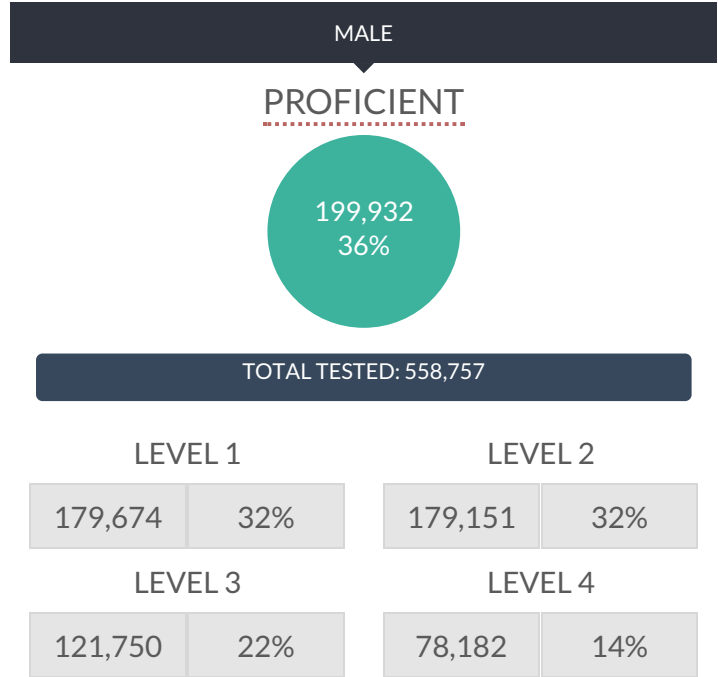 MALE
PROFICIENT
199,932
36%
TOTAL TESTED: 558,757
LEVEL 1 LEVEL 2
179,674 32% 179,151 32%
LEVEL 3 LEVEL 4
121,750 22% 78,182 14%